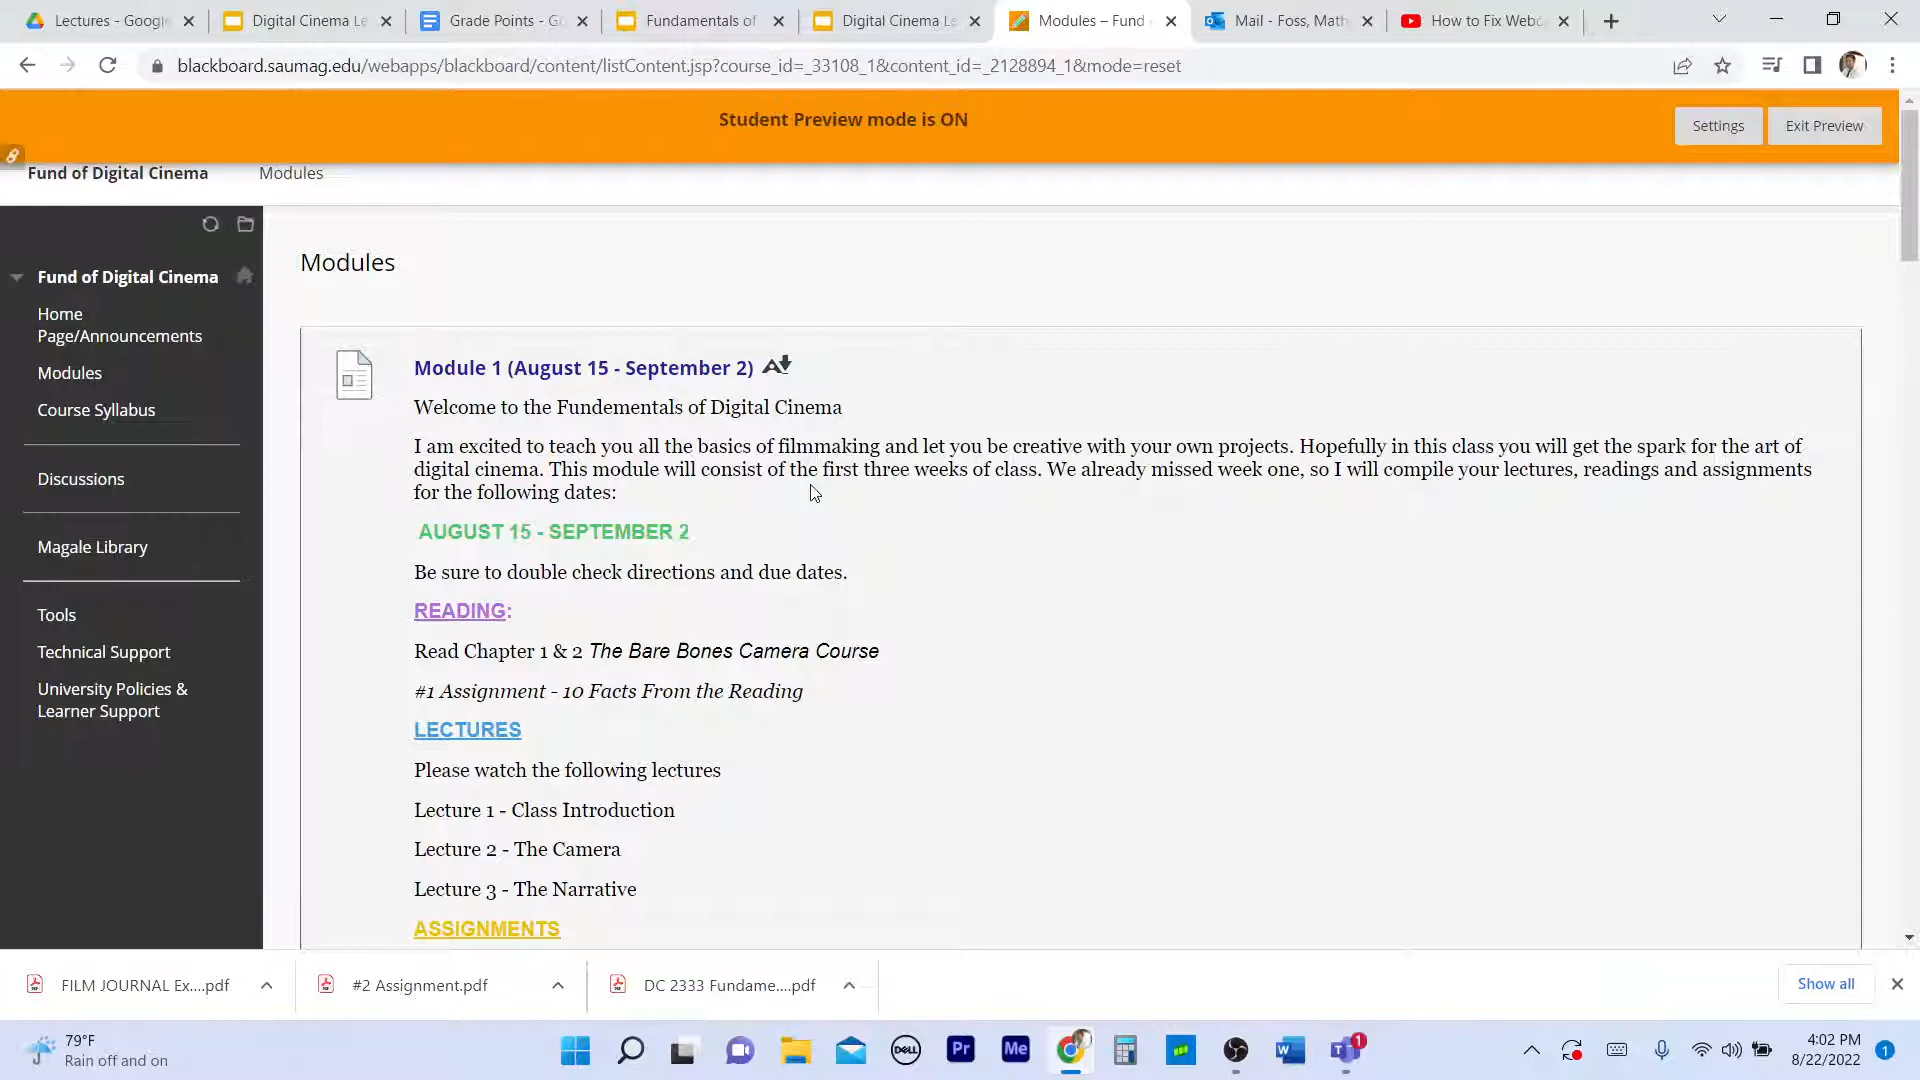 Lectures - Google
Digital Cinema Le
Grade Points - G
Fundamentals of
Digital Cinema Le
Modules – Fund
Mail - Foss, Math
How to Fix Webc
blackboard.saumag.edu/webapps/blackboard/content/listContent.jsp?course_id=_33108_1&content_id=_2128894_1&mode=reset
Student Preview mode is ON
Settings
Exit Preview
Fund of Digital Cinema
Modules
Fund of Digital Cinema
Home
Page/Announcements
Modules
Course Syllabus
Discussions
Magale Library
Tools
Technical Support
University Policies &
Learner Support
Modules
Module 1 (August 15 - September 2)
Welcome to the Fundementals of Digital Cinema
I am excited to teach you all the basics of filmmaking and let you be creative with your own projects. Hopefully in this class you will get the spark for the art of
digital cinema. This module will consist of the first three weeks of class. We already missed week one, so I will compile your lectures, readings and assignments
for the following dates:
AUGUST 15 - SEPTEMBER 2
Be sure to double check directions and due dates.
READING:
Read Chapter 1 & 2 The Bare Bones Camera Course
#1 Assignment - 10 Facts From the Reading
LECTURES
Please watch the following lectures
Lecture 1 - Class Introduction
Lecture 2 - The Camera
Lecture 3 - The Narrative
ASSIGNMENTS
FILM JOURNAL Ex....pdf
#2 Assignment.pdf
DC 2333 Fundame....pdf
Show all
79°F
Rain off and on
DELL
Pr
Me
W
1
4:02 PM
8/22/2022
1